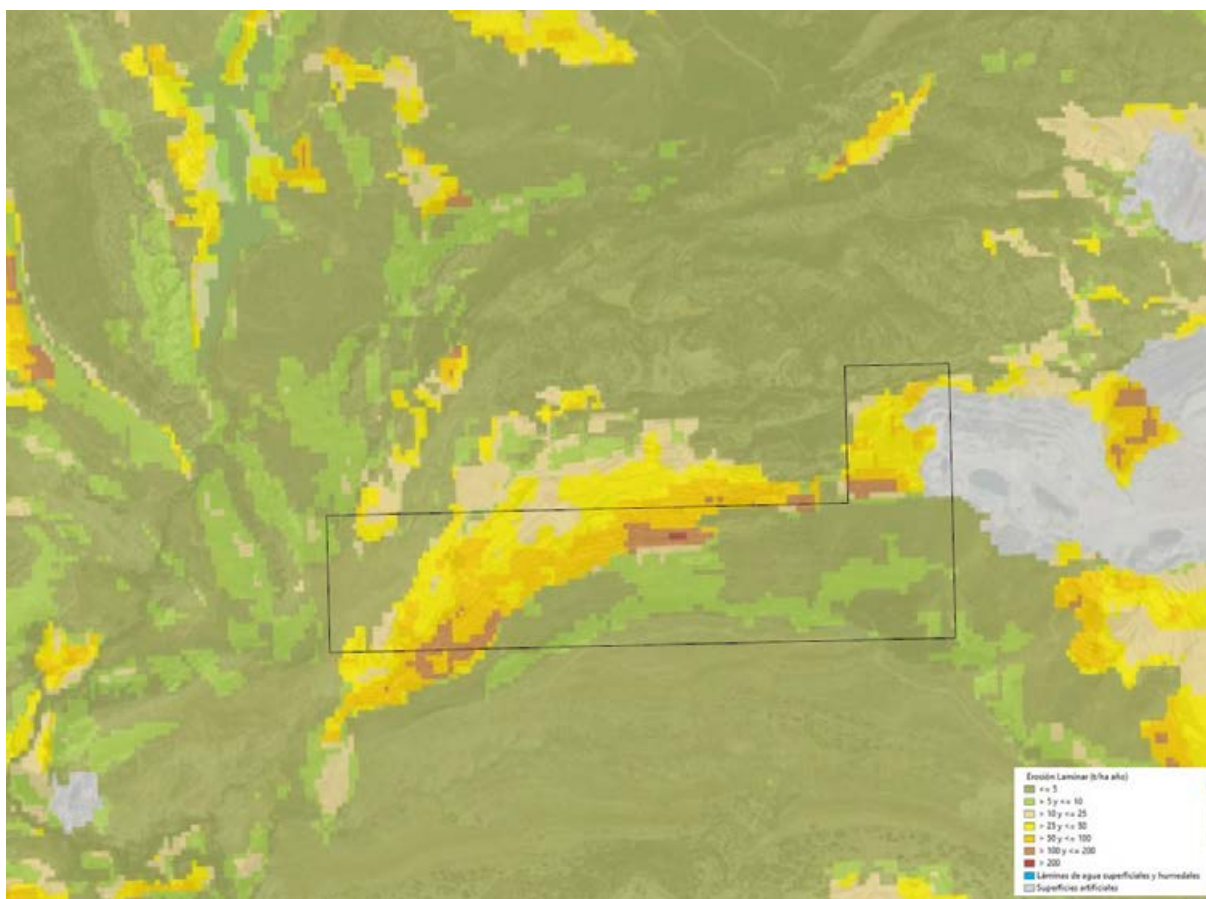 Erosión Laminar (t/ha año)
<= 5
> 5 y <= 10
> 10 y <= 25
> 25 y <= 50
> 50 y <= 100
> 100 y <= 200
> 200
Láminas de agua superficiales y humedales
Superficies artificiales